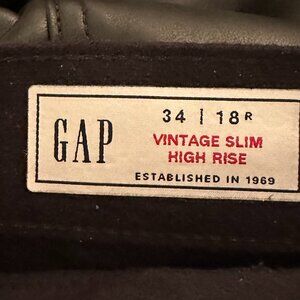 GAP
34 | 18R
VINTAGE SLIM
HIGH RISE
ESTABLISHED IN 1969